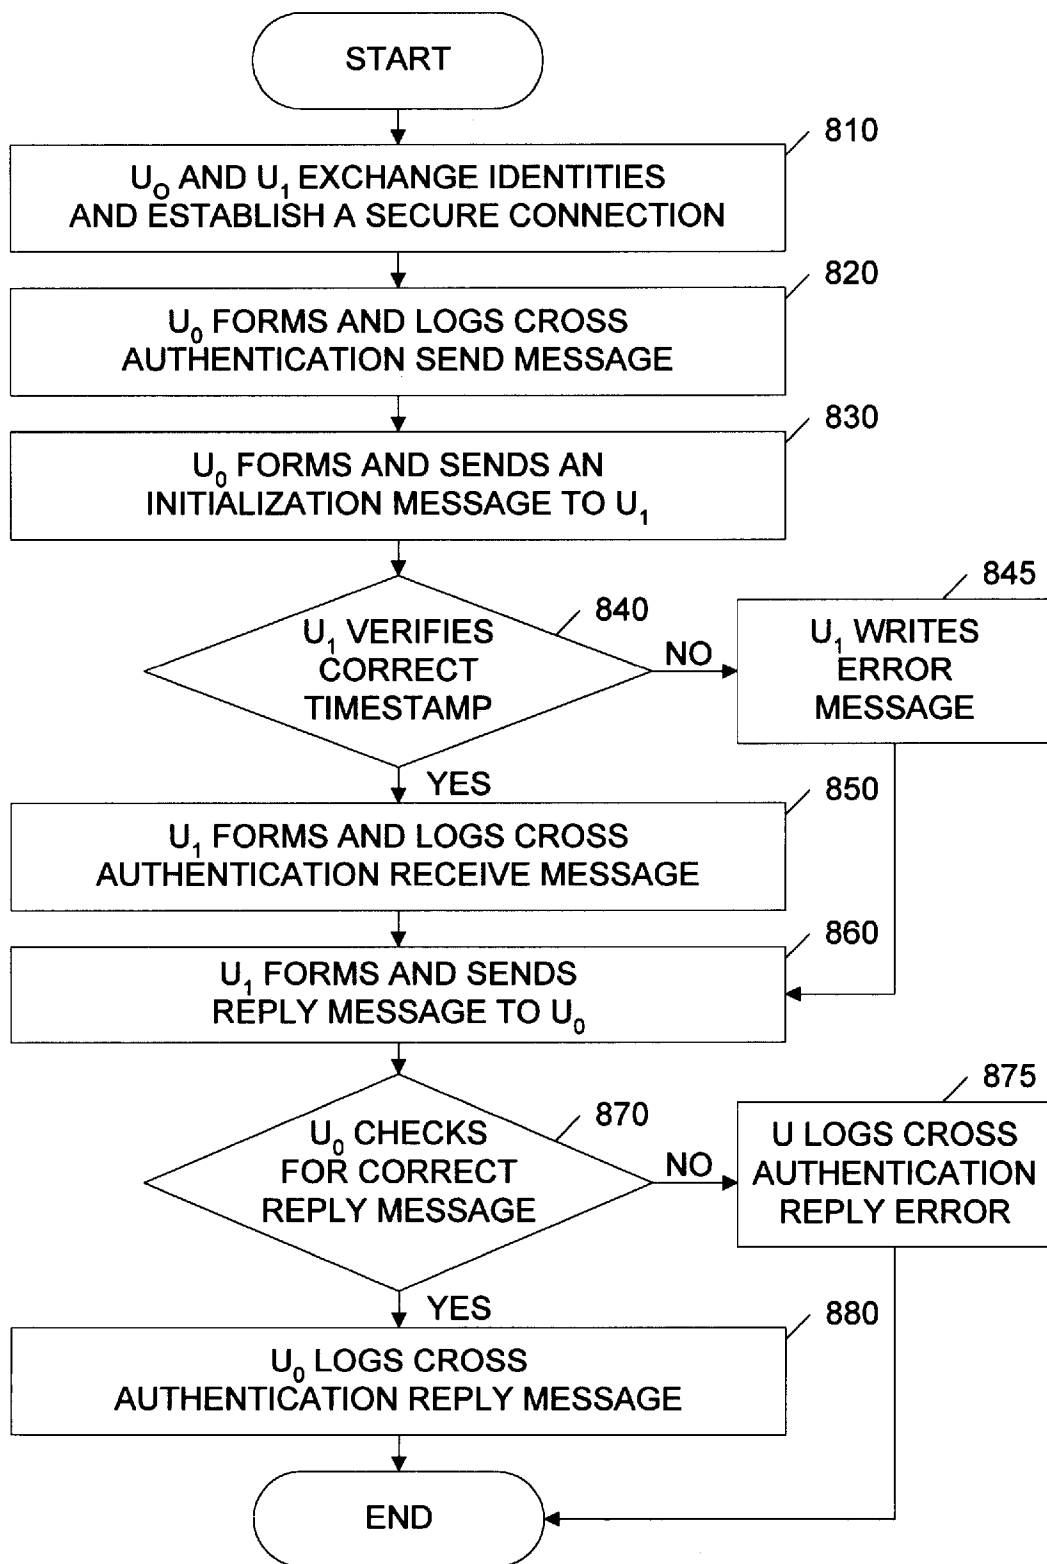 START
810
U₀ AND U₁ EXCHANGE IDENTITIES
AND ESTABLISH A SECURE CONNECTION
820
U₀ FORMS AND LOGS CROSS
AUTHENTICATION SEND MESSAGE
830
U₀ FORMS AND SENDS AN
INITIALIZATION MESSAGE TO U₁
840
U₁ VERIFIES
CORRECT
TIMESTAMP
NO
845
U₁ WRITES
ERROR
MESSAGE
YES
850
U₁ FORMS AND LOGS CROSS
AUTHENTICATION RECEIVE MESSAGE
860
U₁ FORMS AND SENDS
REPLY MESSAGE TO U₀
870
U₀ CHECKS
FOR CORRECT
REPLY MESSAGE
NO
875
U LOGS CROSS
AUTHENTICATION
REPLY ERROR
YES
880
U₀ LOGS CROSS
AUTHENTICATION REPLY MESSAGE
END